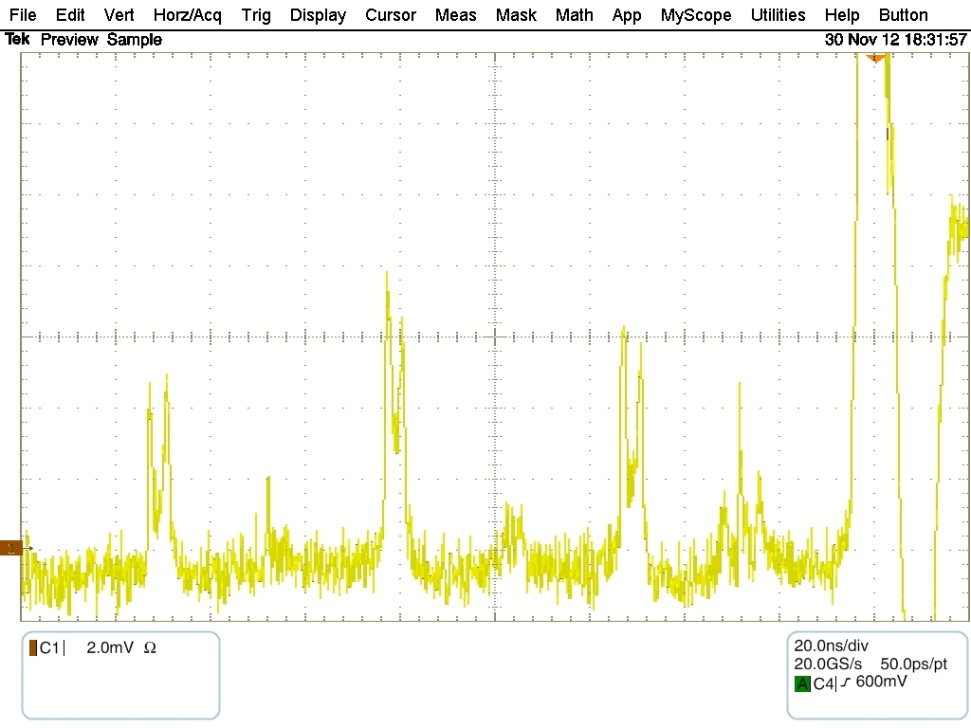 File Edit Vert Horz/Acq Trig Display Cursor Meas Mask Math App MyScope Utilities Help Button
Tek Preview Sample 30 Nov 12 18:31:57
1
C1 2.0mV Ω
20.0ns/div
20.0GS/s 50.0ps/pt
A C4 600mV